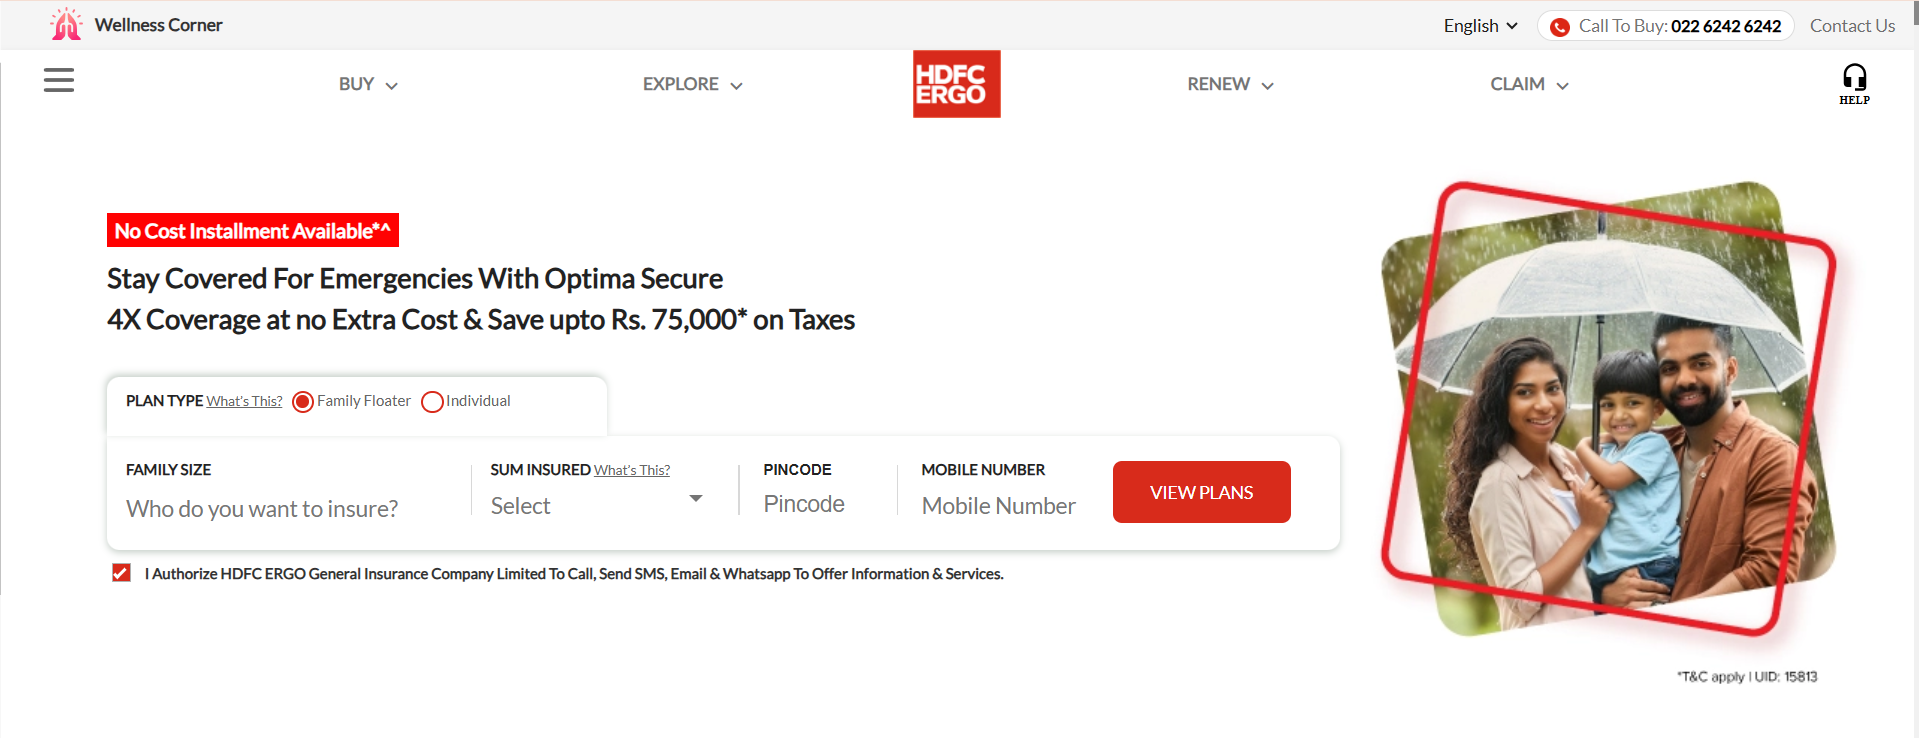 Wellness Corner
English
Call To Buy: 022 6242 6242
Contact Us
BUY
EXPLORE
HDFC
ERGO
RENEW
CLAIM
HELP
No Cost Installment Available*^
Stay Covered For Emergencies With Optima Secure
4X Coverage at no Extra Cost & Save upto Rs. 75,000* on Taxes
PLAN TYPE What's This? Family Floater Individual
FAMILY SIZE
Who do you want to insure?
SUM INSURED What's This?
Select
PINCODE
Pincode
MOBILE NUMBER
Mobile Number
VIEW PLANS
I Authorize HDFC ERGO General Insurance Company Limited To Call, Send SMS, Email & Whatsapp To Offer Information & Services.
*T&C apply | UID: 15813